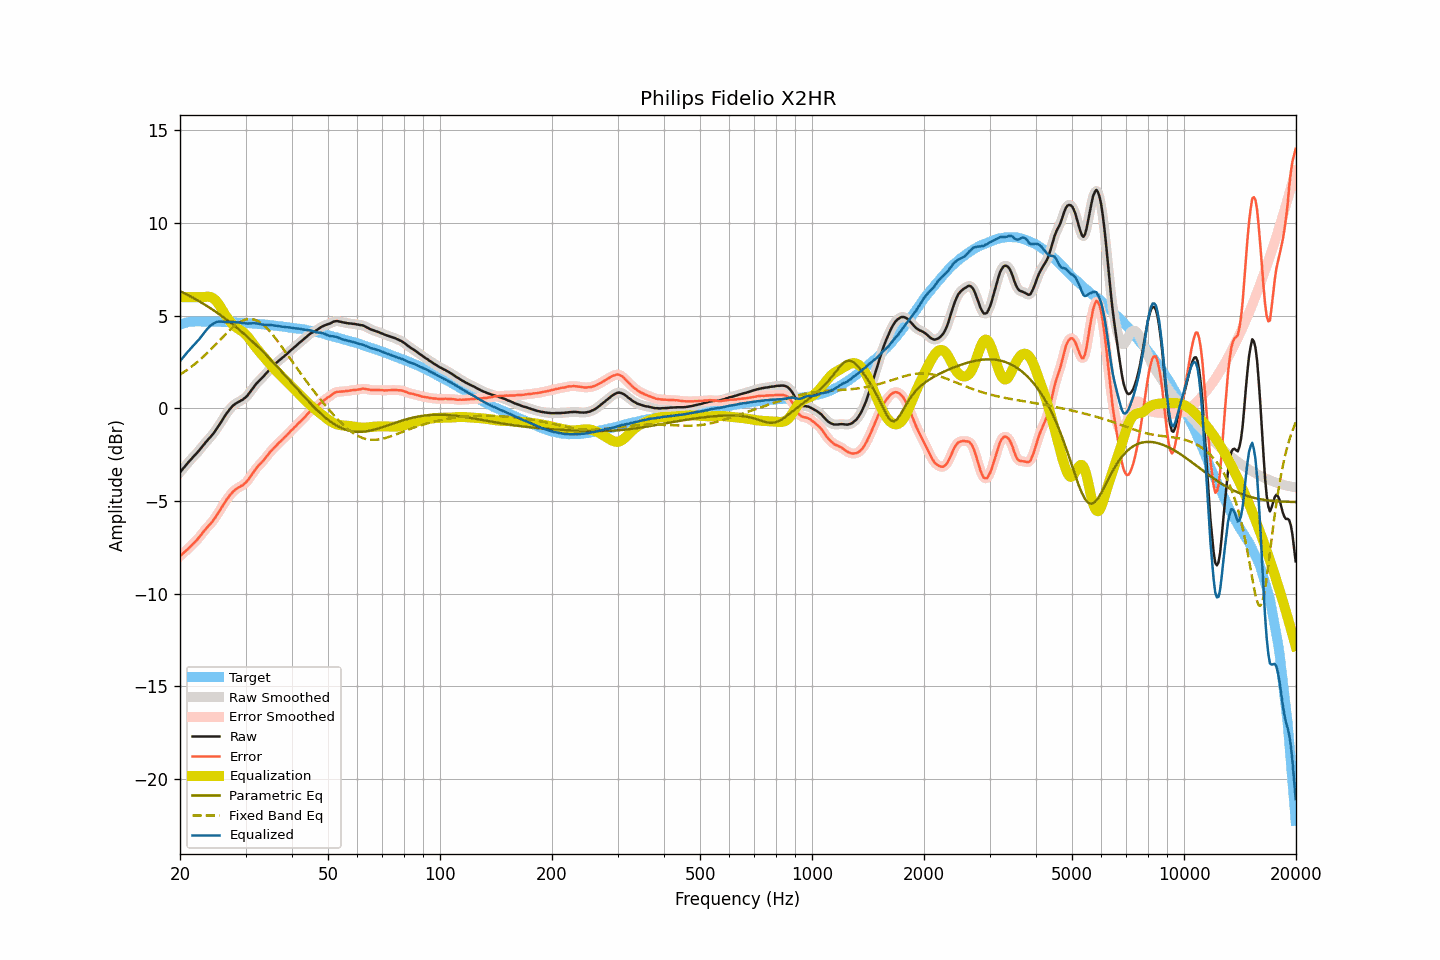 Philips Fidelio X2HR
15
10
5
0
−5
−10
−15
−20
Amplitude (dBr)
Target
Raw Smoothed
Error Smoothed
Raw
Error
Equalization
Parametric Eq
Fixed Band Eq
Equalized
20 50 100 200 500 1000 2000 5000 10000 20000
Frequency (Hz)